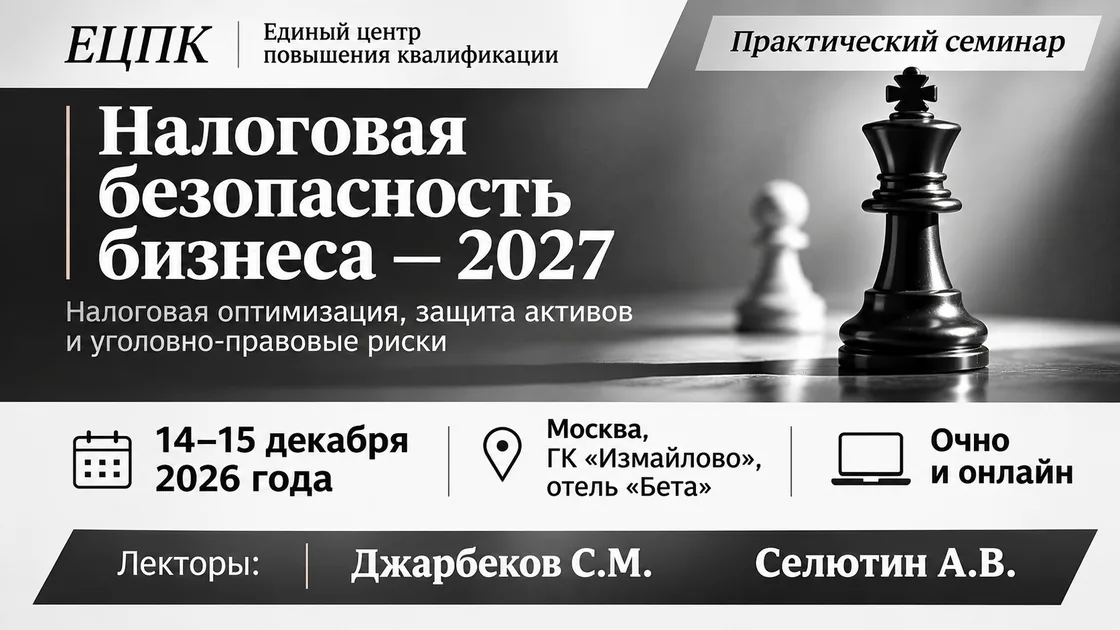 ЕЦПК
Единый центр
повышения квалификации
Практический семинар
Налоговая
безопасность
бизнеса — 2027
Налоговая оптимизация, защита активов
и уголовно-правовые риски
14–15 декабря
2026 года
Москва,
ГК «Измайлово»,
отель «Бета»
Очно
и онлайн
Лекторы:
Джарбеков С.М.
Селютин А.В.